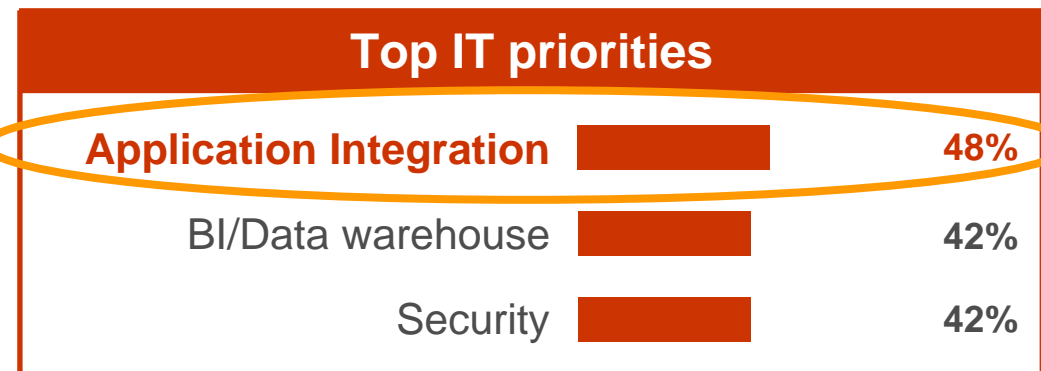 Top IT priorities
Application Integration 48%
BI/Data warehouse 42%
Security 42%